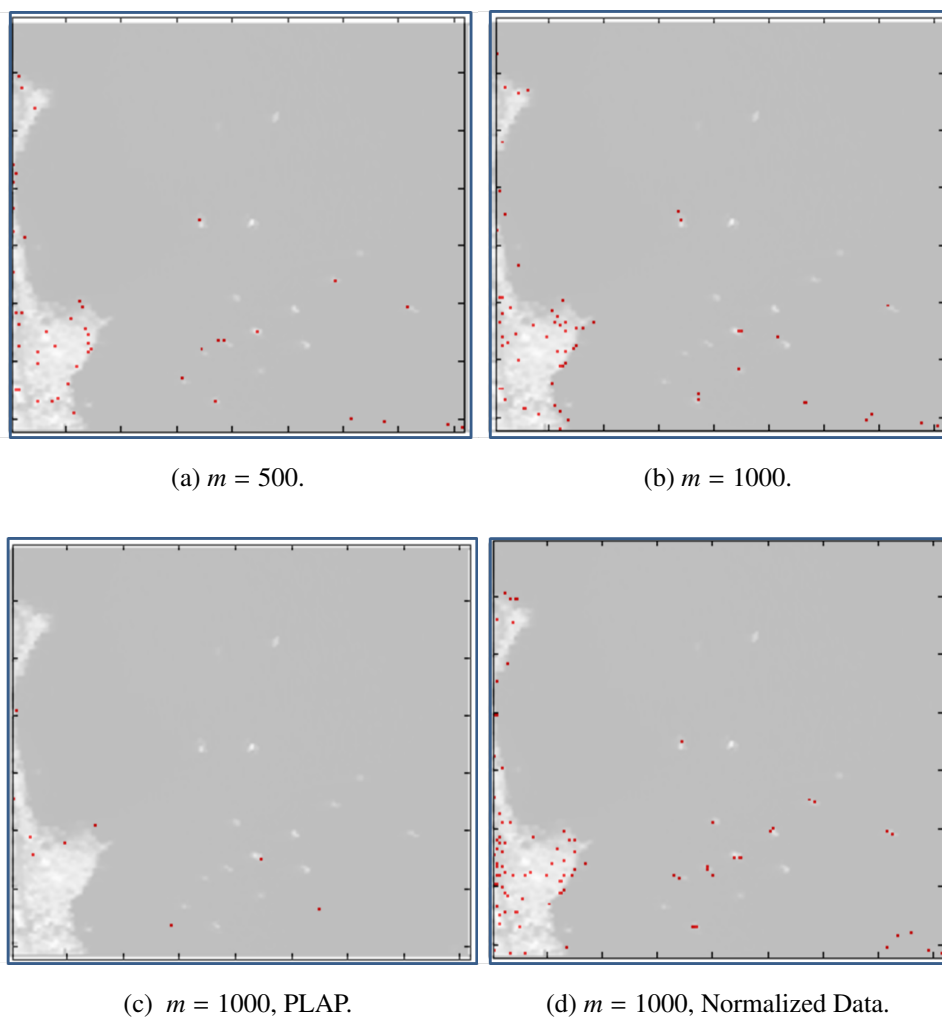 (a) m = 500.
(b) m = 1000.
(c) m = 1000, PLAP.
(d) m = 1000, Normalized Data.